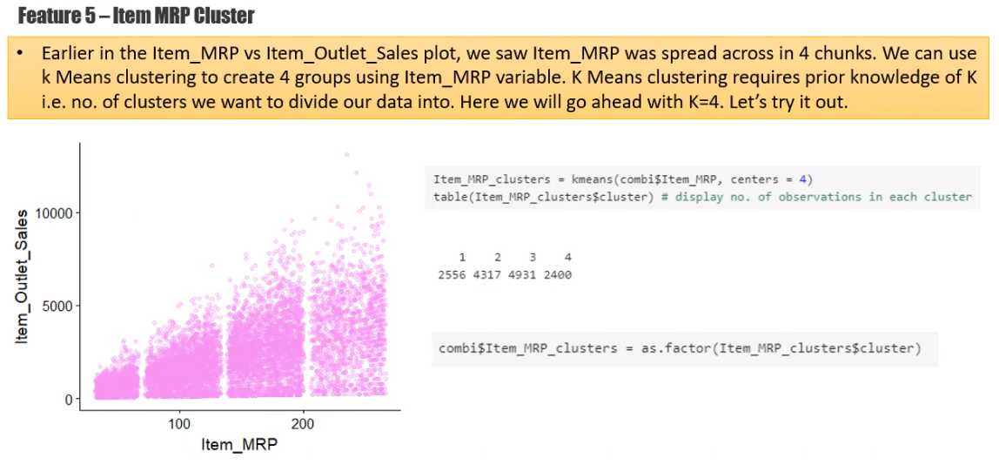 Feature 5 – Item MRP Cluster
• Earlier in the Item_MRP vs Item_Outlet_Sales plot, we saw Item_MRP was spread across in 4 chunks. We can use
k Means clustering to create 4 groups using Item_MRP variable. K Means clustering requires prior knowledge of K
i.e. no. of clusters we want to divide our data into. Here we will go ahead with K=4. Let's try it out.
Item_Outlet_Sales
10000
5000
0
100 200
Item_MRP
Item_MRP_clusters = kmeans(combi$Item_MRP, centers = 4)
table(Item_MRP_clusters$cluster) # display no. of observations in each cluster
1 2 3 4
2556 4317 4931 2400
combi$Item_MRP_clusters = as.factor(Item_MRP_clusters$cluster)